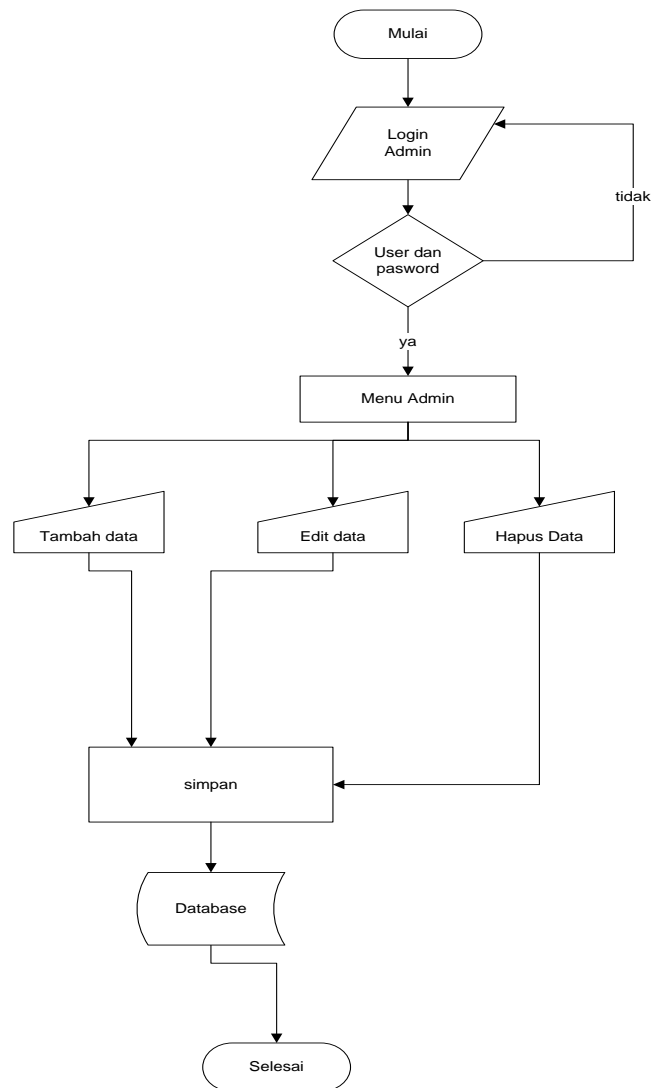 Mulai
Login
Admin
tidak
User dan
pasword
ya
Menu Admin
Tambah data
Edit data
Hapus Data
simpan
Database
Selesai